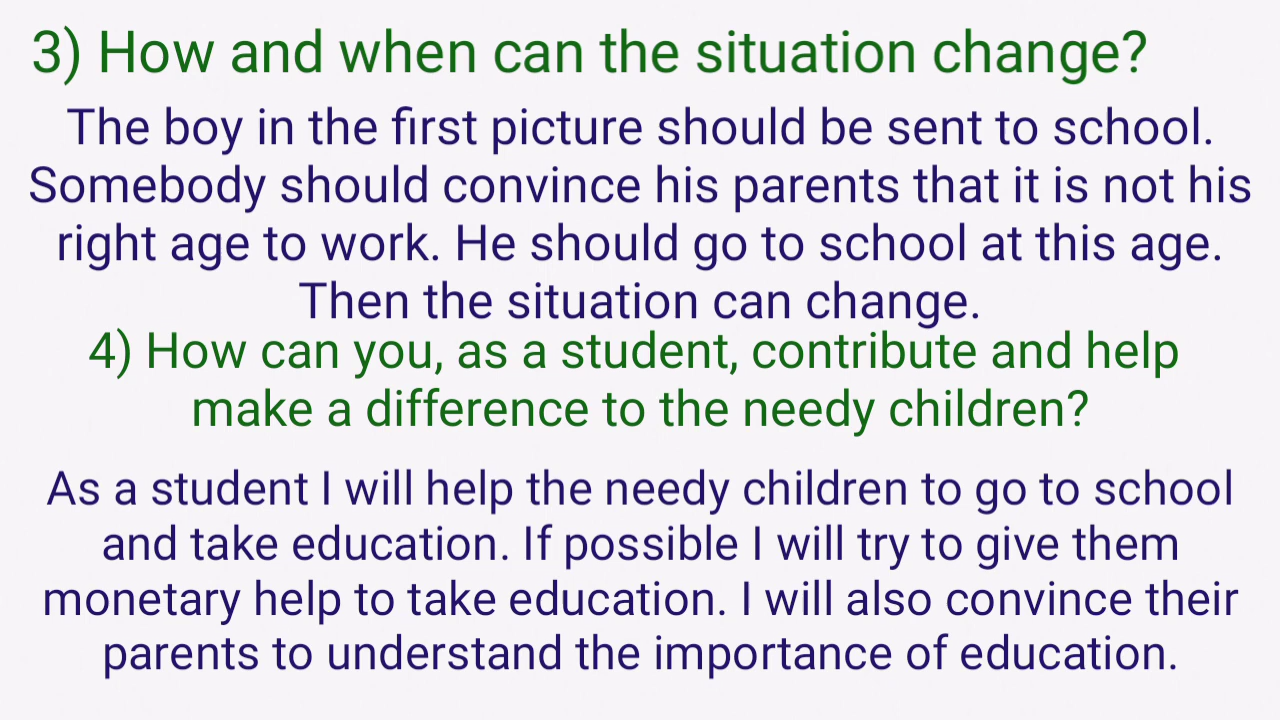 3) How and when can the situation change?
The boy in the first picture should be sent to school.
Somebody should convince his parents that it is not his
right age to work. He should go to school at this age.
Then the situation can change.
4) How can you, as a student, contribute and help
make a difference to the needy children?
As a student I will help the needy children to go to school
and take education. If possible I will try to give them
monetary help to take education. I will also convince their
parents to understand the importance of education.